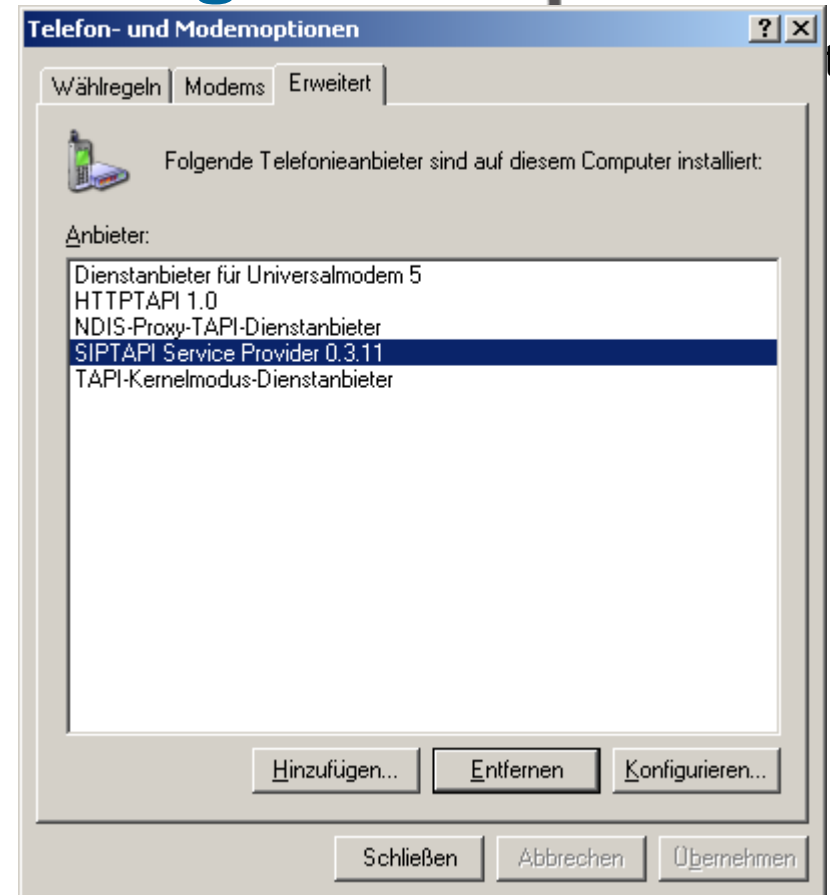 Telefon- und Modemoptionen
Wählregeln Modems Erweitert
Folgende Telefonieanbieter sind auf diesem Computer installiert:
Anbieter:
Dienstanbieter für Universalmodem 5
HTTPTAPI 1.0
NDIS-Proxy-TAPI-Dienstanbieter
SIPTAPI Service Provider 0.3.11
TAPI-Kernelmodus-Dienstanbieter
Hinzufügen... Entfernen Konfigurieren...
Schließen Abbrechen Übernehmen